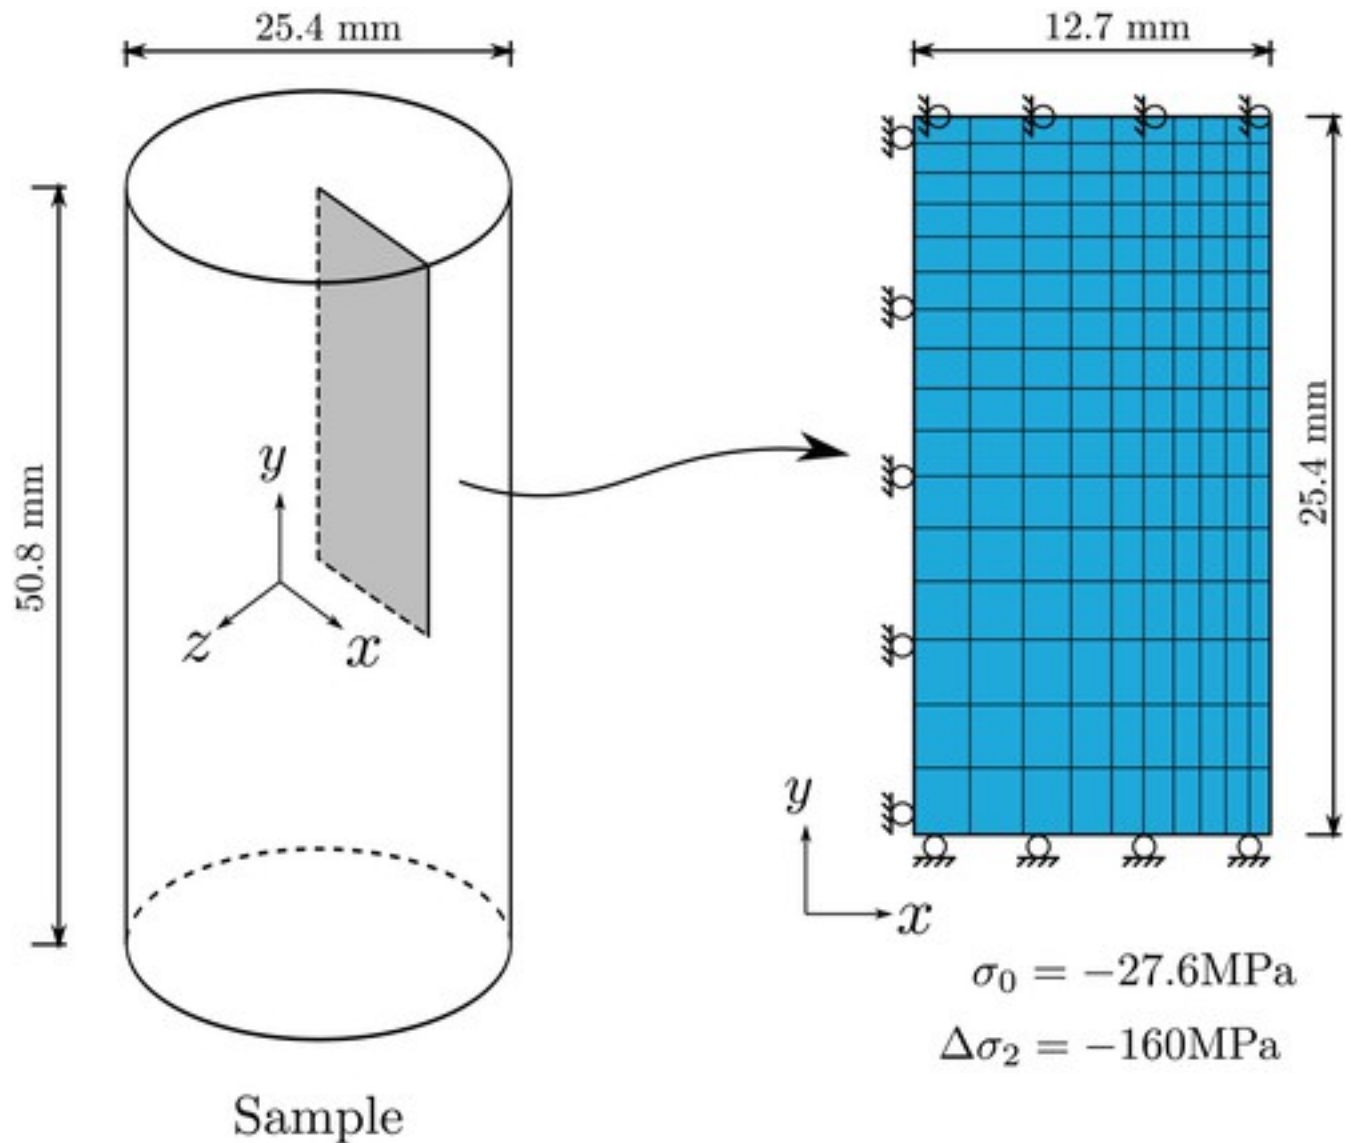 25.4 mm
12.7 mm
50.8 mm
25.4 mm
y
z
x
y
x
σ₀ = −27.6MPa
Δσ₂ = −160MPa
Sample